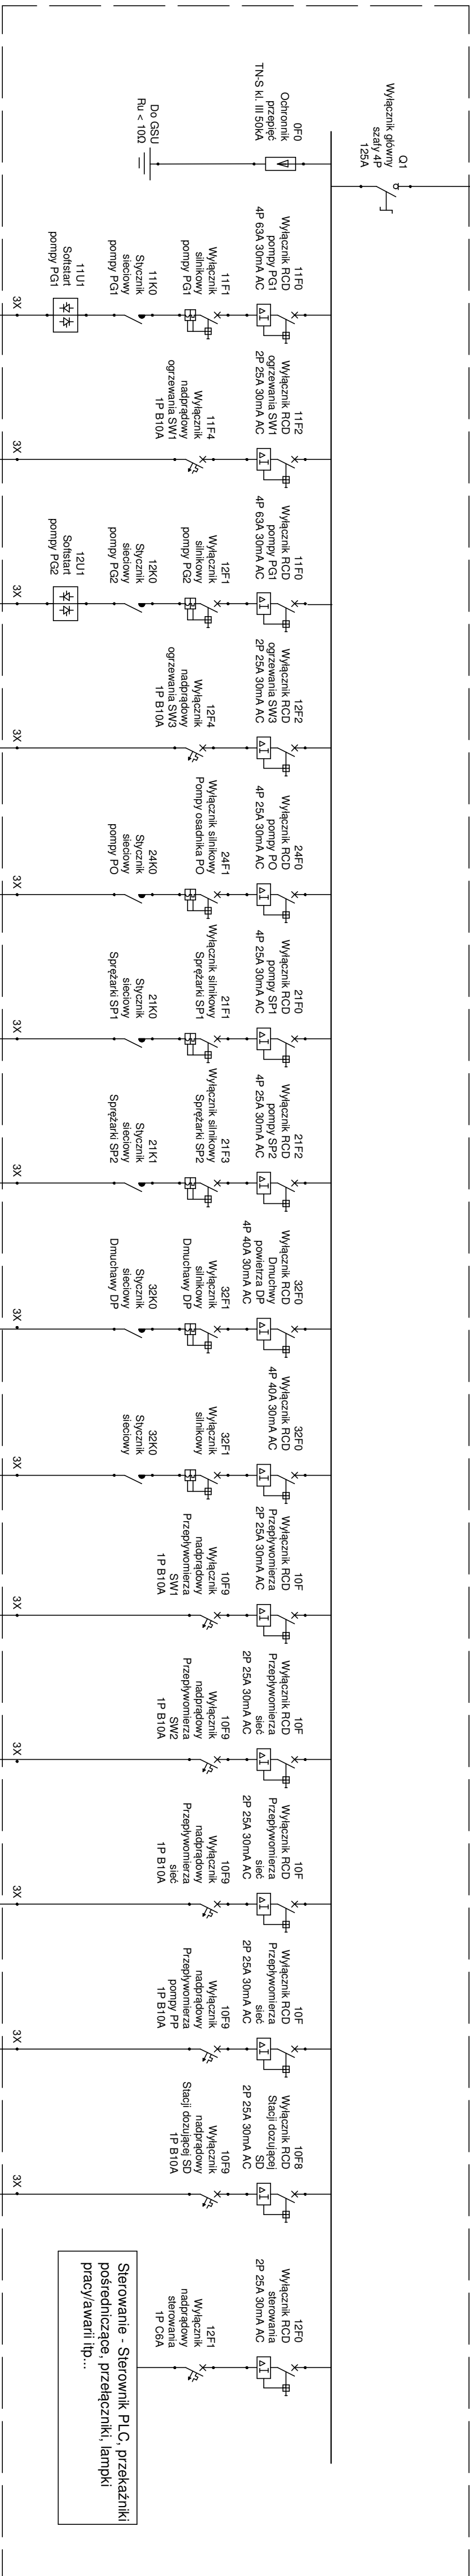 Q1
Wyłącznik główny
szafy 4P
125A
0F0
Ochronnik
przepięć
TN-S kl. III 50kA
Do GSU
Ru < 10Ω
11F0
Wyłącznik RCD
pompy PG1
4P 63A 30mA AC
11F1
Wyłącznik
silnikowy
pompy PG1
11K0
Stycznik
sieciowy
pompy PG1
11U1
Softstart
pompy PG1
3X
11F2
Wyłącznik RCD
ogrzewania SW1
2P 25A 30mA AC
11F4
Wyłącznik
nadprądowy
ogrzewania SW1
1P B10A
3X
11F0
Wyłącznik RCD
pompy PG1
4P 63A 30mA AC
12F1
Wyłącznik
silnikowy
pompy PG2
12K0
Stycznik
sieciowy
pompy PG2
12U1
Softstart
pompy PG2
3X
12F2
Wyłącznik RCD
ogrzewania SW3
2P 25A 30mA AC
12F4
Wyłącznik
nadprądowy
ogrzewania SW3
1P B10A
3X
24F0
Wyłącznik RCD
pompy PO
4P 25A 30mA AC
24F1
Wyłącznik silnikowy
Pompy osadnika PO
24K0
Stycznik
sieciowy
pompy PO
3X
21F0
Wyłącznik RCD
pompy SP1
4P 25A 30mA AC
21F1
Wyłącznik silnikowy
Sprężarki SP1
21K0
Stycznik
sieciowy
Sprężarki SP1
3X
21F2
Wyłącznik RCD
pompy SP2
4P 25A 30mA AC
21F3
Wyłącznik silnikowy
Sprężarki SP2
21K1
Stycznik
sieciowy
Sprężarki SP2
3X
32F0
Wyłącznik RCD
Dmuchwy
powietrza DP
4P 40A 30mA AC
32F1
Wyłącznik
silnikowy
Dmuchawy DP
32K0
Stycznik
sieciowy
Dmuchawy DP
3X
32F0
Wyłącznik RCD
4P 40A 30mA AC
32F1
Wyłącznik
silnikowy
32K0
Stycznik
sieciowy
3X
10F
Wyłącznik RCD
Przepływomierza
2P 25A 30mA AC
10F9
Wyłącznik
nadprądowy
Przepływomierza
SW1
1P B10A
3X
10F
Wyłącznik RCD
Przepływomierza
sieć
2P 25A 30mA AC
10F9
Wyłącznik
nadprądowy
Przepływomierza
SW2
1P B10A
3X
10F
Wyłącznik RCD
Przepływomierza
sieć
2P 25A 30mA AC
10F9
Wyłącznik
nadprądowy
Przepływomierza
sieć
1P B10A
3X
10F
Wyłącznik RCD
Przepływomierza
sieć
2P 25A 30mA AC
10F9
Wyłącznik
nadprądowy
Przepływomierza
pompy PP
1P B10A
3X
10F8
Wyłącznik RCD
Stacji dozującej
SD
2P 25A 30mA AC
10F9
Wyłącznik
nadprądowy
Stacji dozującej SD
1P B10A
3X
12F0
Wyłącznik RCD
sterowania
2P 25A 30mA AC
12F1
Wyłącznik
nadprądowy
sterowania
1P C6A
Sterowanie - Sterownik PLC, przekaźniki
pośredniczące, przełączniki, lampki
pracy/awarii itp...